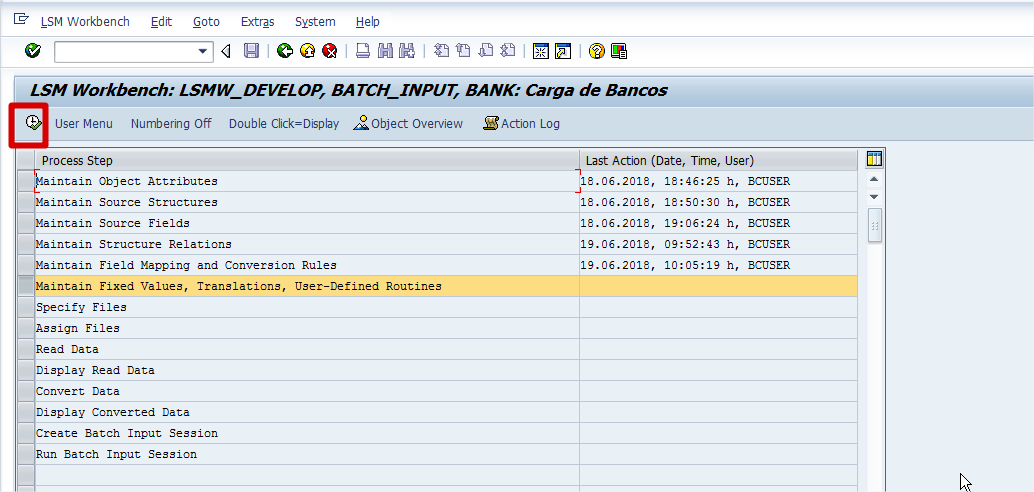 LSM Workbench Edit Goto Extras System Help
LSM Workbench: LSMW_DEVELOP, BATCH_INPUT, BANK: Carga de Bancos
User Menu Numbering Off Double Click=Display Object Overview Action Log
Process Step Last Action (Date, Time, User)
Maintain Object Attributes 18.06.2018, 18:46:25 h, BCUSER
Maintain Source Structures 18.06.2018, 18:50:30 h, BCUSER
Maintain Source Fields 18.06.2018, 19:06:24 h, BCUSER
Maintain Structure Relations 19.06.2018, 09:52:43 h, BCUSER
Maintain Field Mapping and Conversion Rules 19.06.2018, 10:05:19 h, BCUSER
Maintain Fixed Values, Translations, User-Defined Routines
Specify Files
Assign Files
Read Data
Display Read Data
Convert Data
Display Converted Data
Create Batch Input Session
Run Batch Input Session